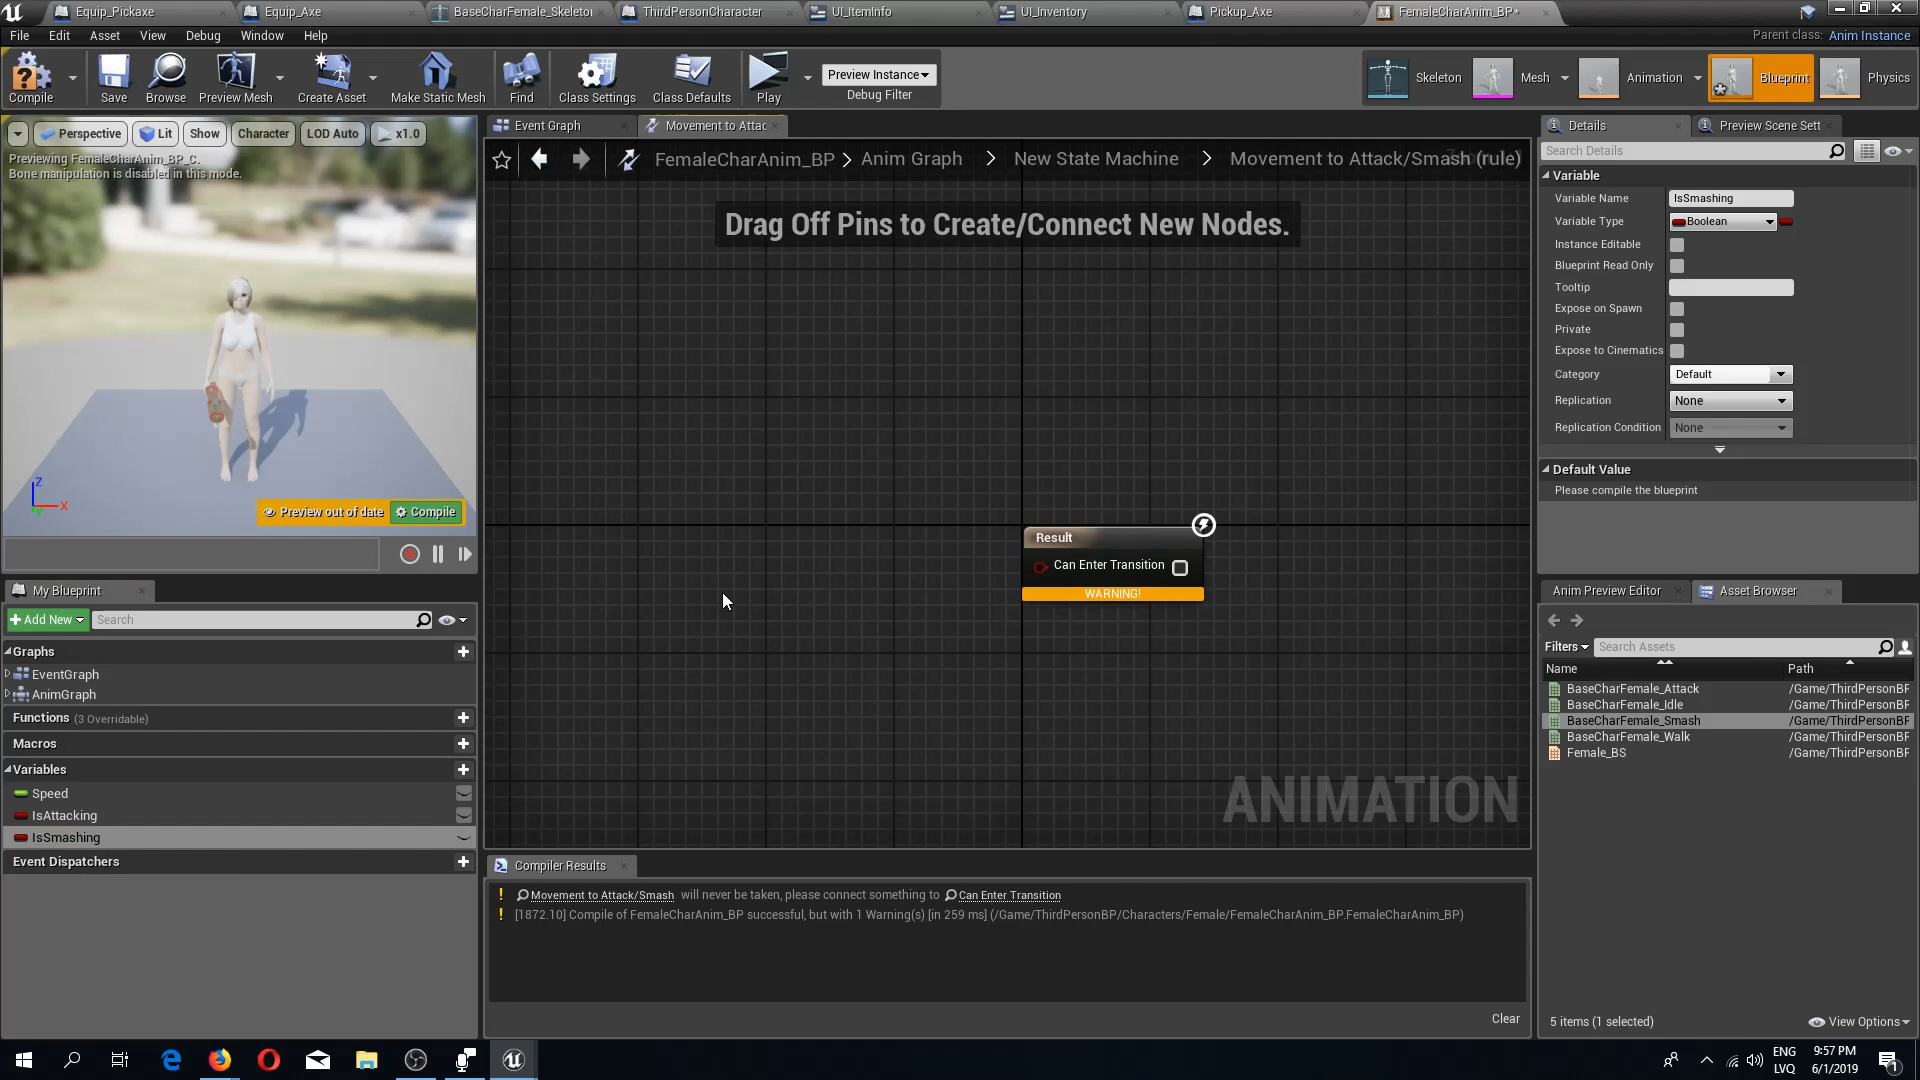 Equip_Pickaxe
Equip_Axe
BaseCharFemale_Skeleto
ThirdPersonCharacter
UI_ItemInfo
UI_Inventory
Pickup_Axe
FemaleCharAnim_BP*
File Edit Asset View Debug Window Help
Parent class: Anim Instance
Compile
Save
Browse
Preview Mesh
Create Asset
Make Static Mesh
Find
Class Settings
Class Defaults
Play
Preview Instance
Debug Filter
Skeleton
Mesh
Animation
Blueprint
Physics
Perspective
Lit
Show
Character
LOD Auto
x1.0
Previewing FemaleCharAnim_BP_C.
Bone manipulation is disabled in this mode.
Z
X
Preview out of date
Compile
Event Graph
Movement to Attac
FemaleCharAnim_BP > Anim Graph > New State Machine > Movement to Attack/Smash (rule)
Drag Off Pins to Create/Connect New Nodes.
Result
Can Enter Transition
WARNING!
ANIMATION
My Blueprint
Add New
Search
Graphs
EventGraph
AnimGraph
Functions (3 Overridable)
Macros
Variables
Speed
IsAttacking
IsSmashing
Event Dispatchers
Compiler Results
! Movement to Attack/Smash will never be taken, please connect something to Can Enter Transition
! [1872.10] Compile of FemaleCharAnim_BP successful, but with 1 Warning(s) [in 259 ms] (/Game/ThirdPersonBP/Characters/Female/FemaleCharAnim_BP.FemaleCharAnim_BP)
Clear
Details
Preview Scene Sett
Search Details
Variable
Variable Name IsSmashing
Variable Type Boolean
Instance Editable
Blueprint Read Only
Tooltip
Expose on Spawn
Private
Expose to Cinematics
Category Default
Replication None
Replication Condition None
Default Value
Please compile the blueprint
Anim Preview Editor
Asset Browser
Filters
Search Assets
Name Path
BaseCharFemale_Attack /Game/ThirdPersonBP
BaseCharFemale_Idle /Game/ThirdPersonBP
BaseCharFemale_Smash /Game/ThirdPersonBP
BaseCharFemale_Walk /Game/ThirdPersonBP
Female_BS /Game/ThirdPersonBP
5 items (1 selected)
View Options
ENG
LVQ
9:57 PM
6/1/2019
1